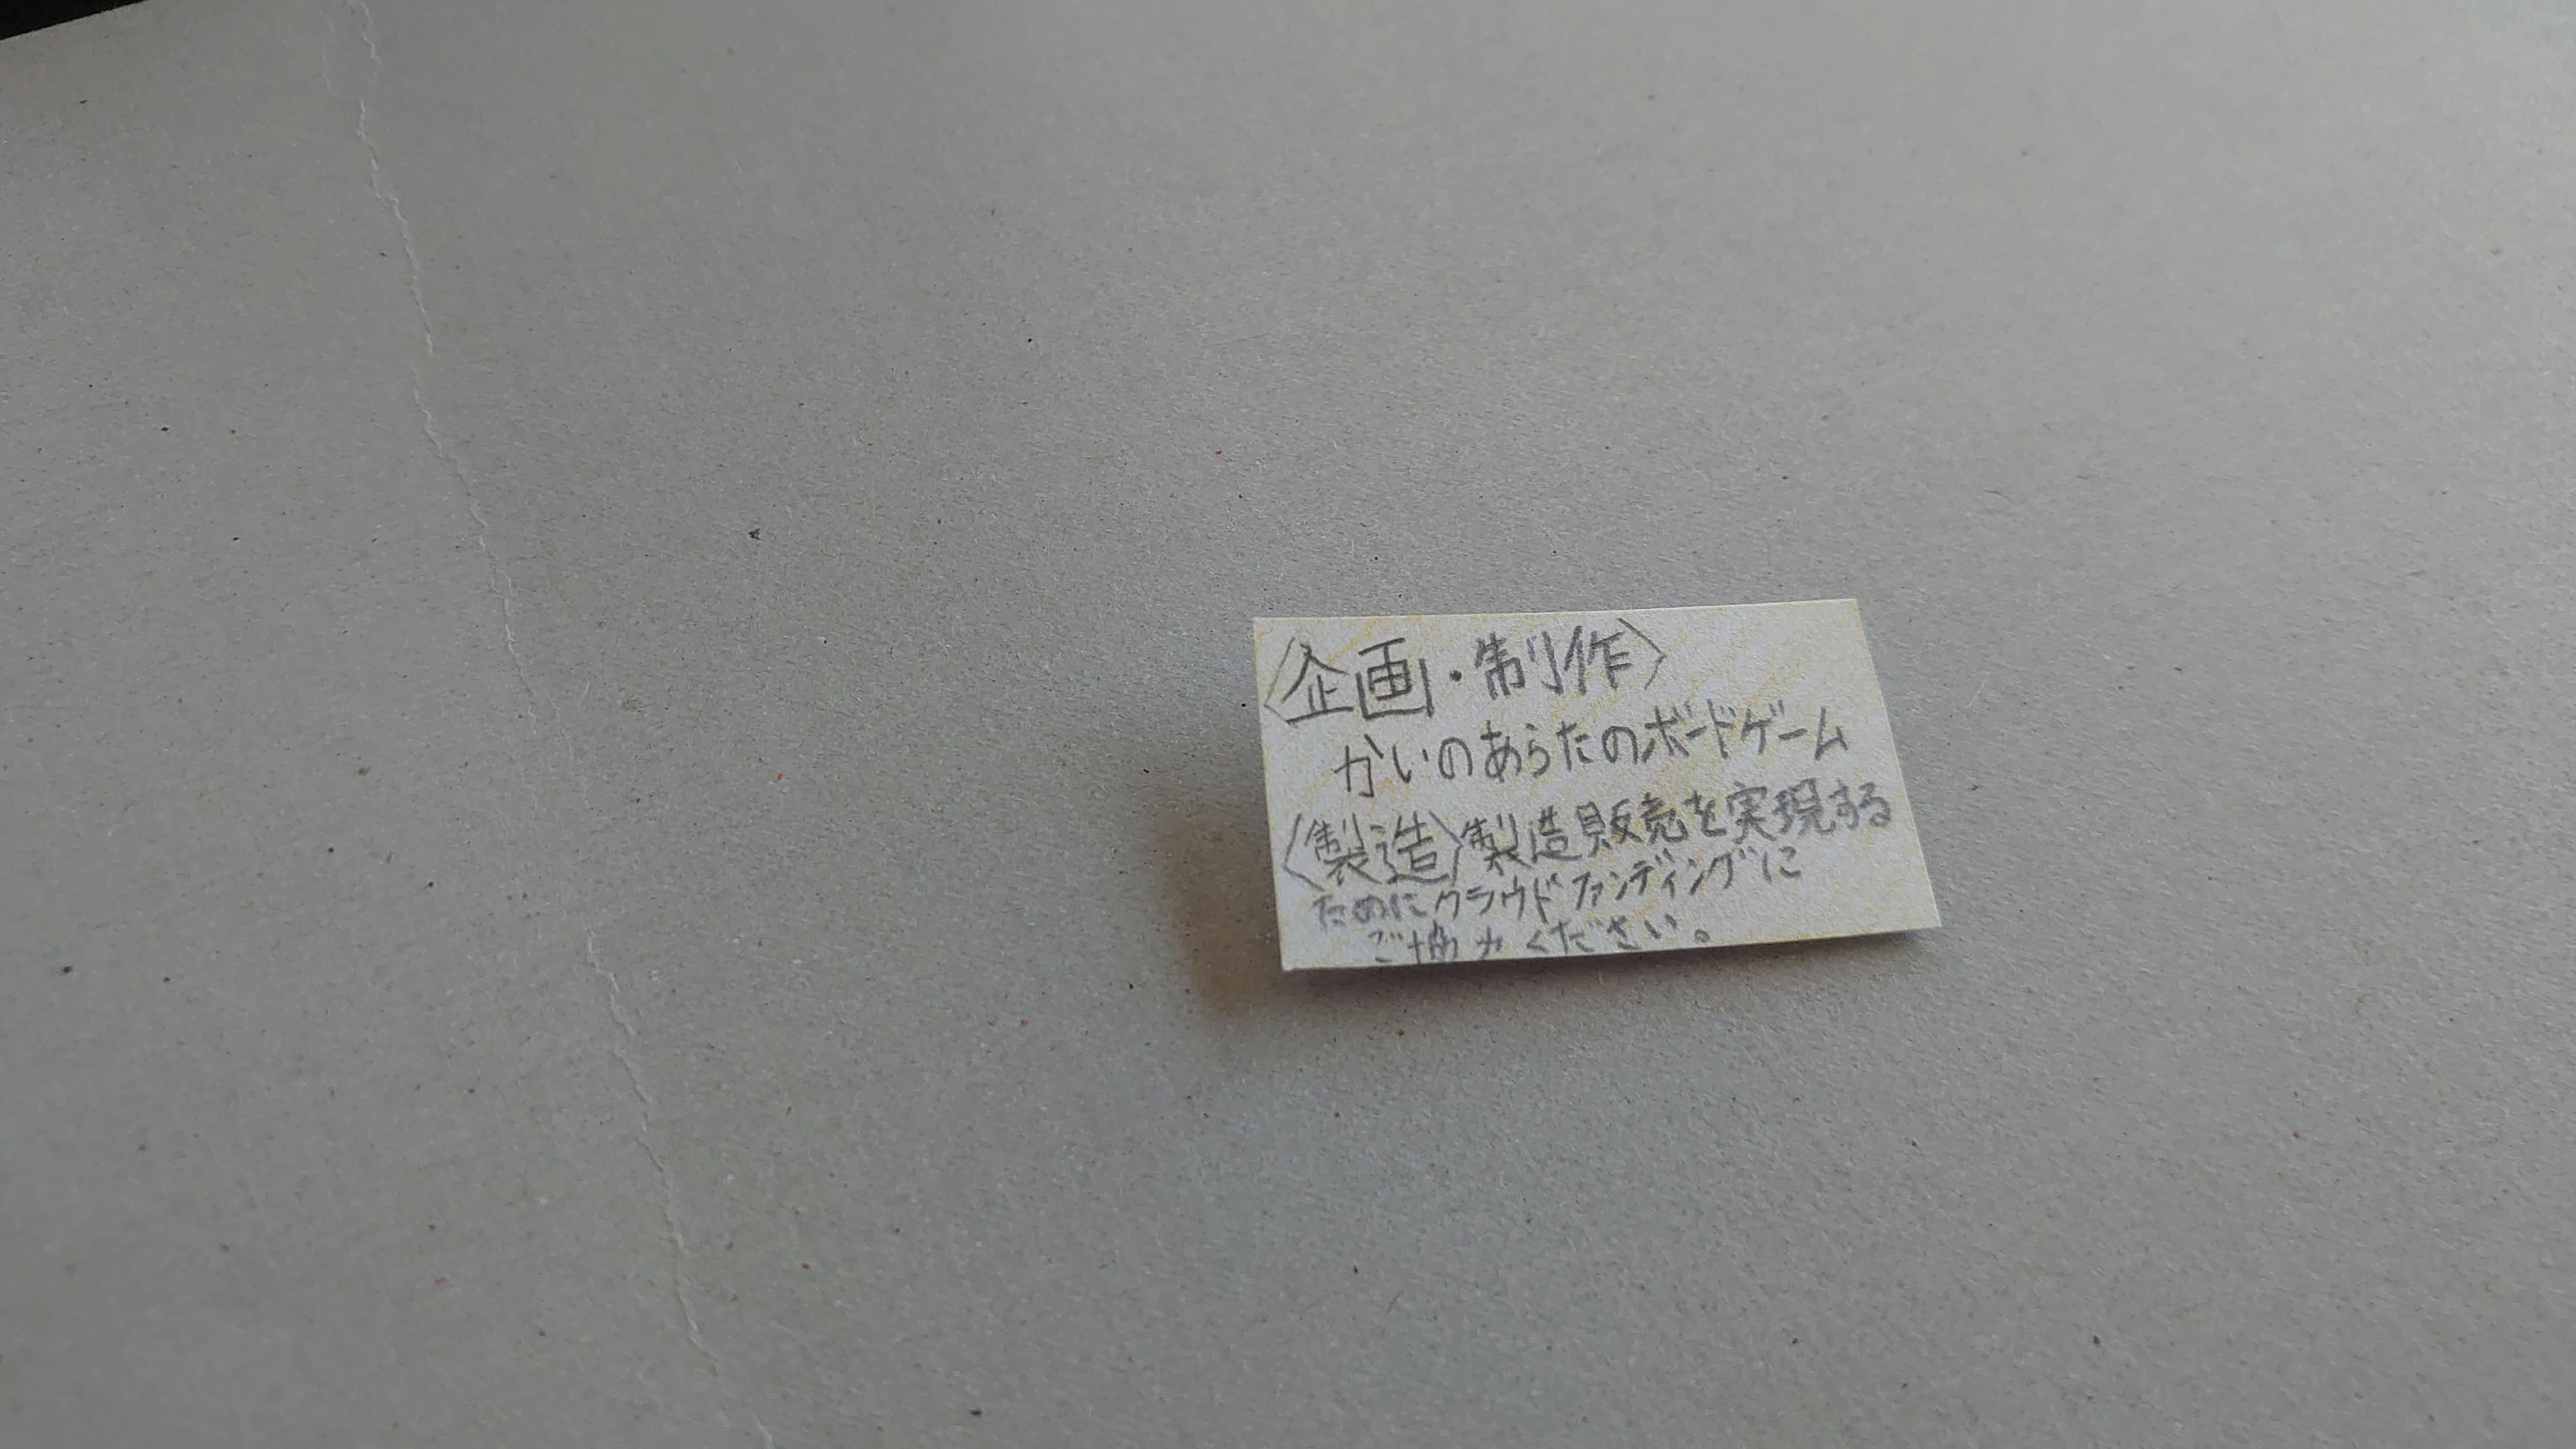 〈企画・制作〉
かいのあらたのボードゲーム
〈製造〉製造販売を実現する
ためにクラウドファンディングに
ご協力ください。